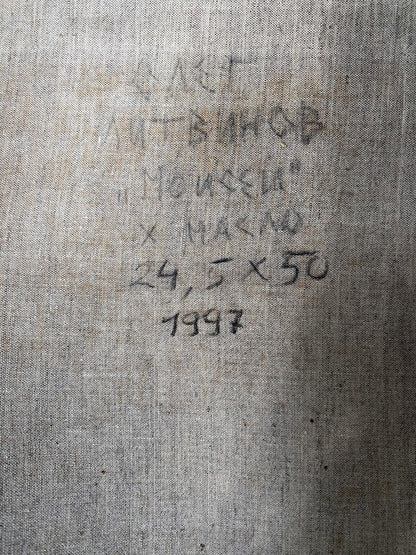 ОЛЕГ
ЛИТВИНОВ
„МОИСЕЙ"
Х МАСЛО
24,5 х 50
1997